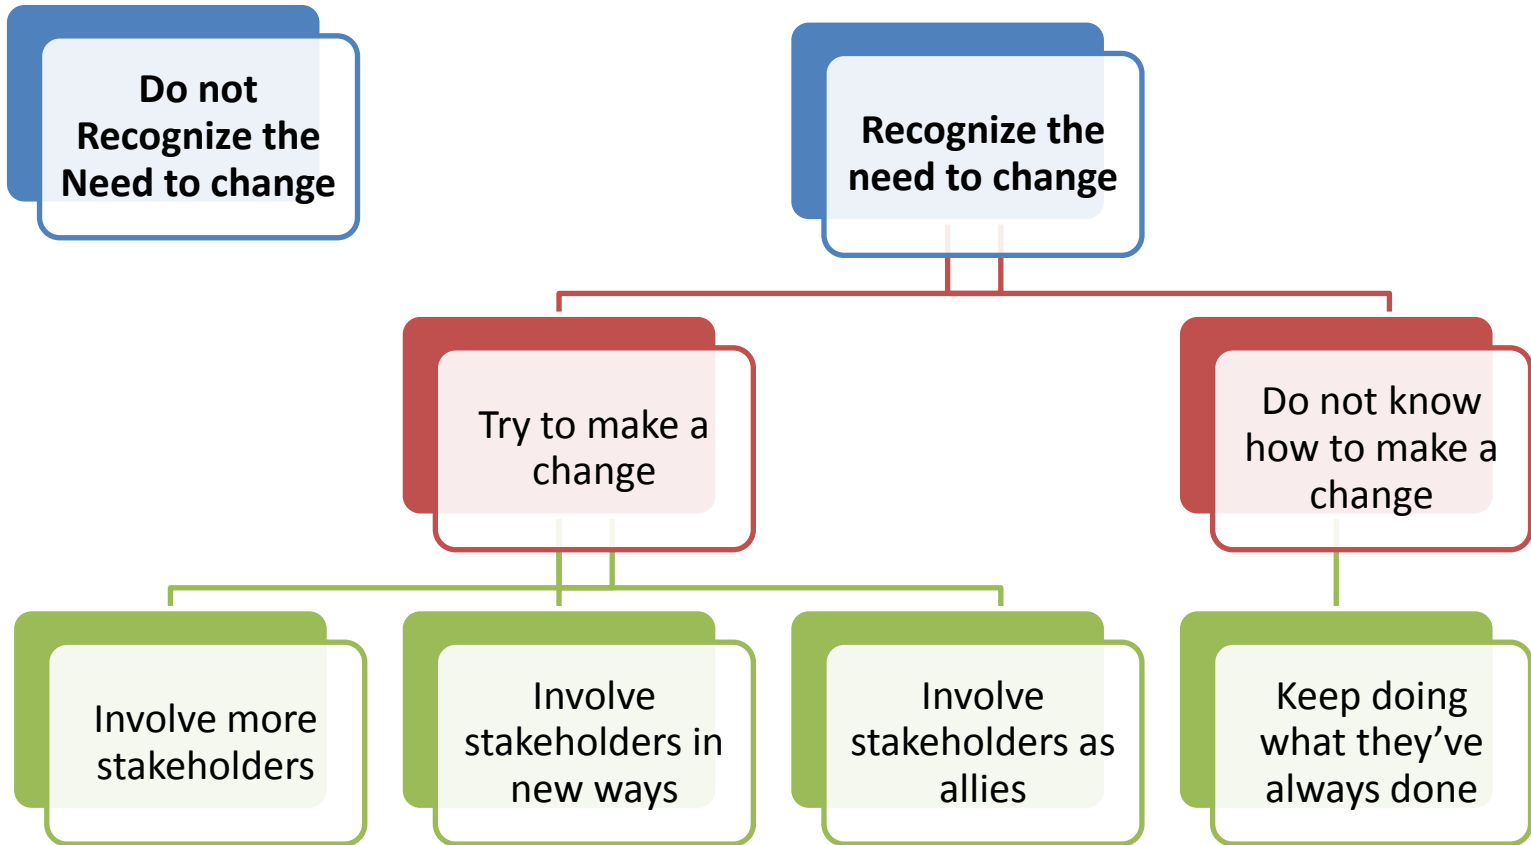 Do not
Recognize the
Need to change
Recognize the
need to change
Try to make a
change
Do not know
how to make a
change
Involve more
stakeholders
Involve
stakeholders in
new ways
Involve
stakeholders as
allies
Keep doing
what they’ve
always done